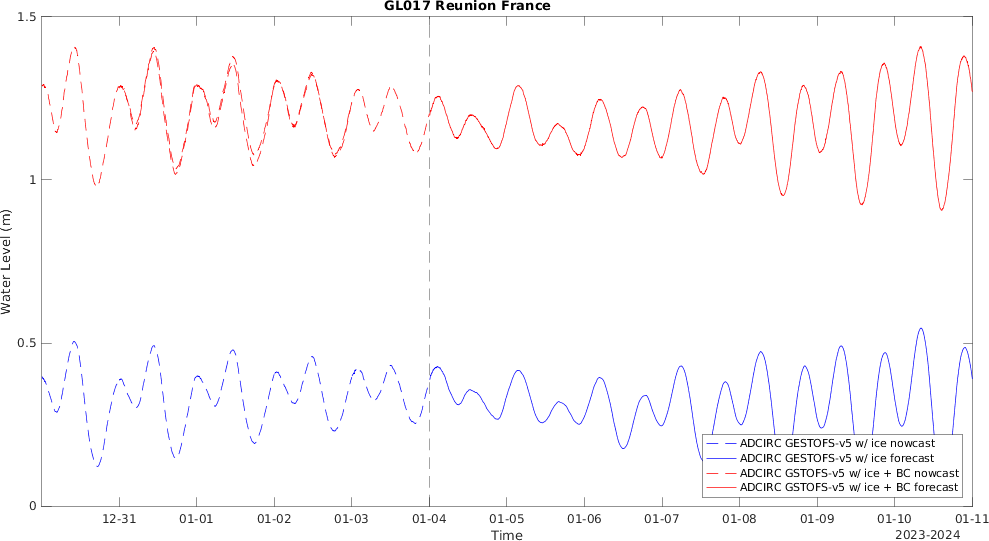 GL017 Reunion France
Water Level (m)
1.5
1
0.5
0
ADCIRC GESTOFS-v5 w/ ice nowcast
ADCIRC GESTOFS-v5 w/ ice forecast
ADCIRC GSTOFS-v5 w/ ice + BC nowcast
ADCIRC GSTOFS-v5 w/ ice + BC forecast
12-31 01-01 01-02 01-03 01-04 01-05 01-06 01-07 01-08 01-09 01-10 01-11
Time
2023-2024